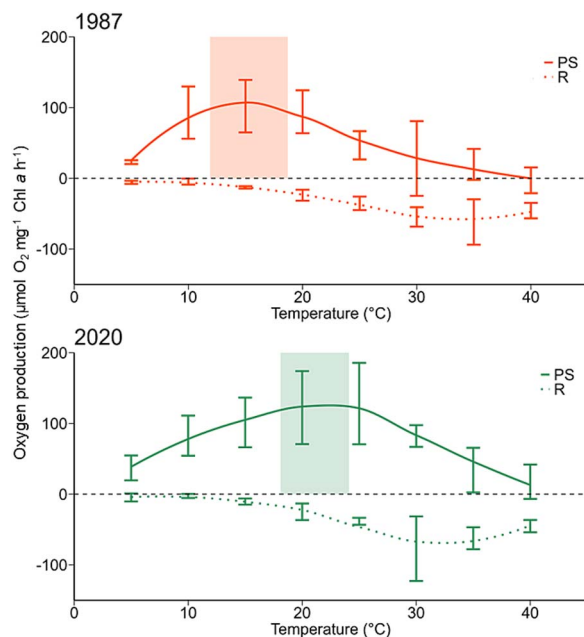 1987
200
100
0
-100
PS
R
0 10 20 30 40
Temperature (°C)
Oxygen production (µmol O₂ mg⁻¹ Chl a h⁻¹)
2020
200
100
0
-100
PS
R
0 10 20 30 40
Temperature (°C)